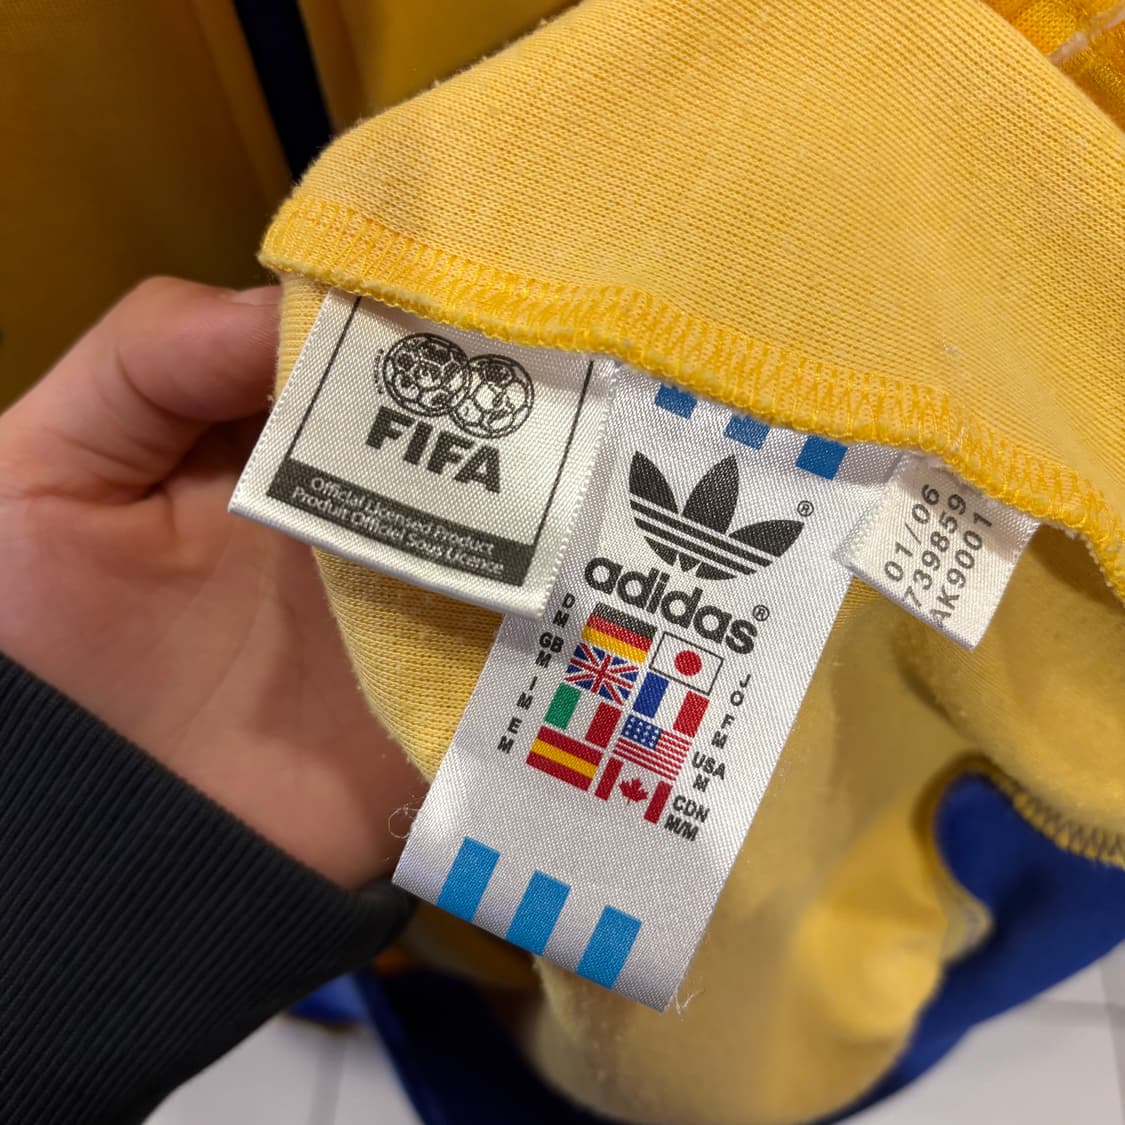 FIFA
Official Licensed Product
Produit Officiel Sous Licence
®
adidas®
D
M
GB
M
I
M
E
M
J
O
F
M
USA
M
CDN
M/M
01/06
739859
AK9001